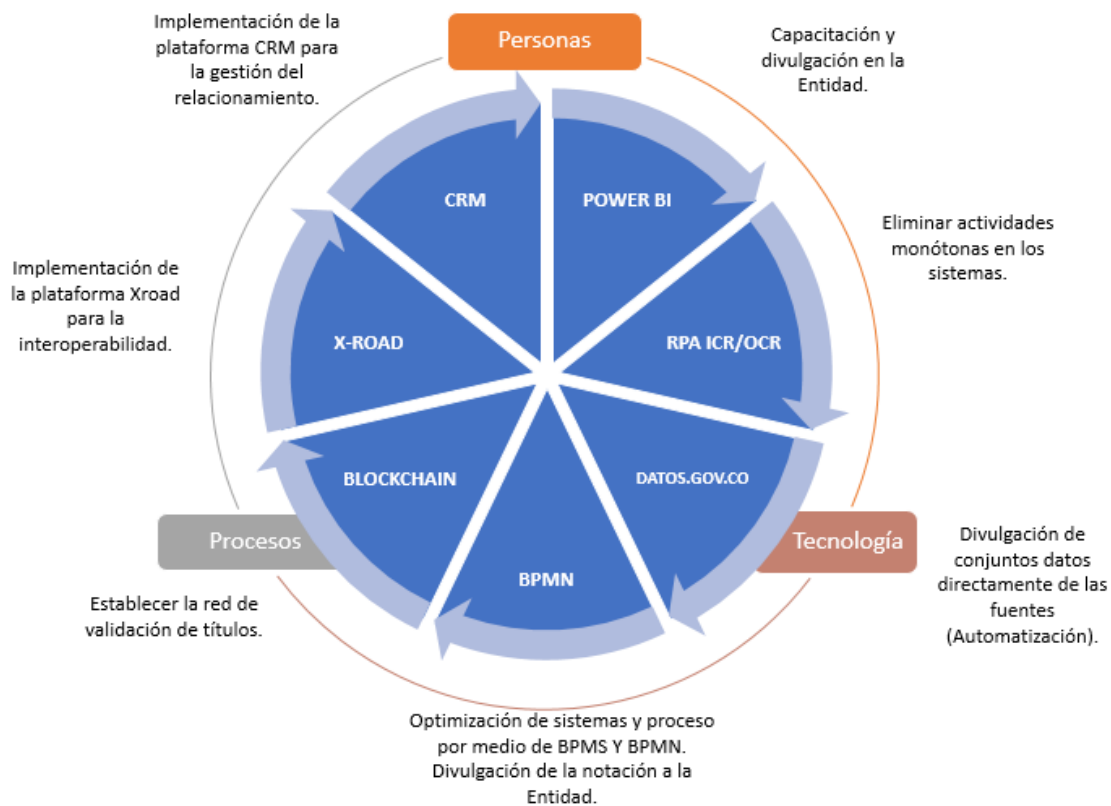 Implementación de la
plataforma CRM para
la gestión del
relacionamiento.
Personas
Capacitación y
divulgación en la
Entidad.
CRM
POWER BI
Eliminar actividades
monótonas en los
sistemas.
Implementación de
la plataforma Xroad
para la
interoperabilidad.
X-ROAD
RPA ICR/OCR
BLOCKCHAIN
DATOS.GOV.CO
Procesos
Tecnología
BPMN
Divulgación de
conjuntos datos
directamente de las
fuentes
(Automatización).
Establecer la red de
validación de títulos.
Optimización de sistemas y proceso
por medio de BPMS Y BPMN.
Divulgación de la notación a la
Entidad.